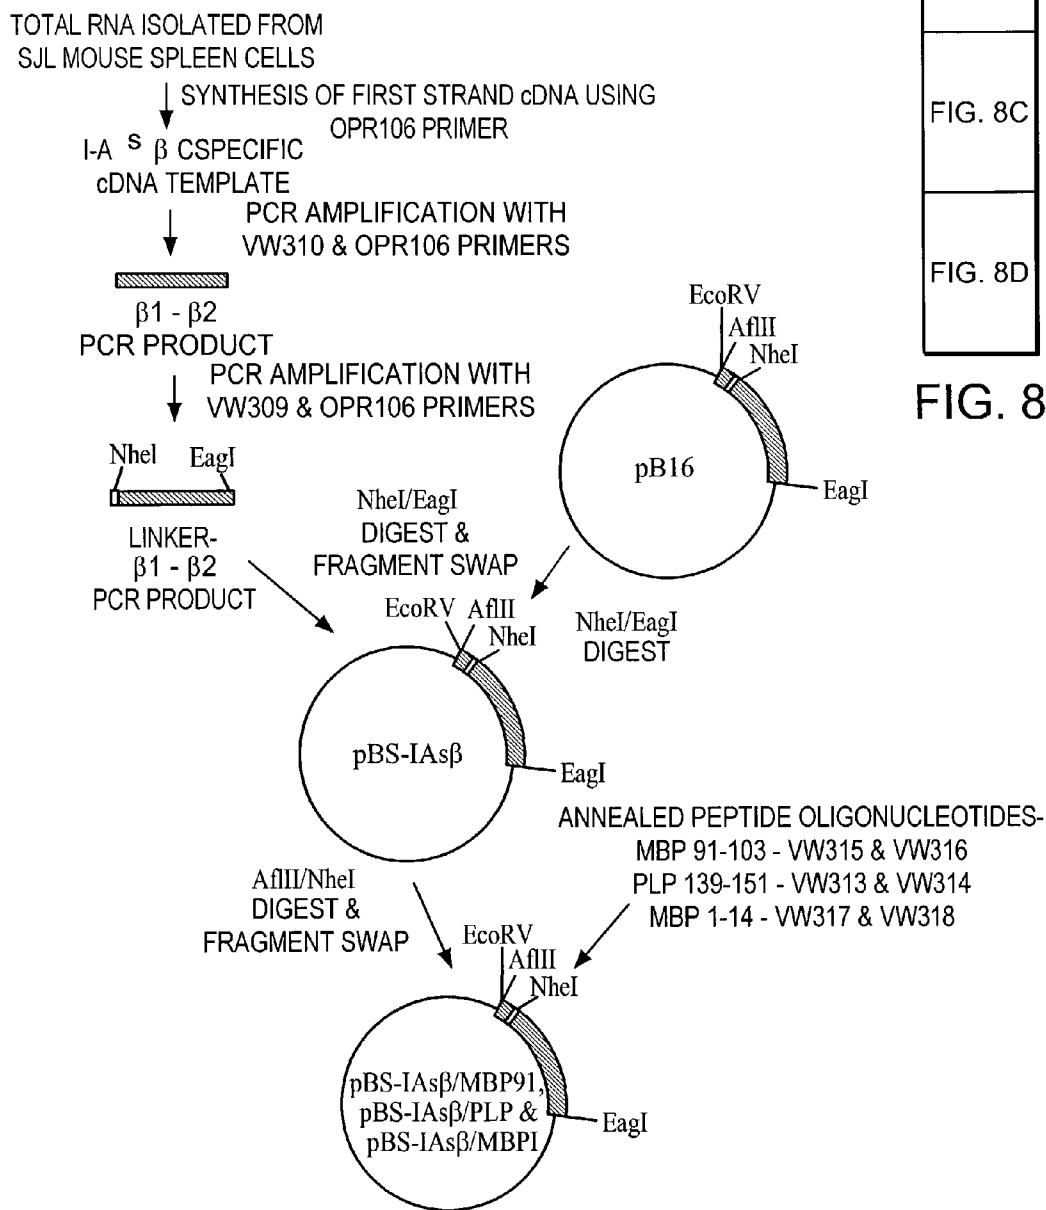 TOTAL RNA ISOLATED FROM
SJL MOUSE SPLEEN CELLS
SYNTHESIS OF FIRST STRAND cDNA USING
OPR106 PRIMER
I-A S β CSPECIFIC
cDNA TEMPLATE
PCR AMPLIFICATION WITH
VW310 & OPR106 PRIMERS
β1 - β2
PCR PRODUCT
PCR AMPLIFICATION WITH
VW309 & OPR106 PRIMERS
NheI EagI
LINKER-
β1 - β2
PCR PRODUCT
FIG. 8C
FIG. 8D
FIG. 8
EcoRV
AflII
NheI
pB16
EagI
NheI/EagI
DIGEST &
FRAGMENT SWAP
NheI/EagI
DIGEST
EcoRV AflII
NheI
pBS-IAsβ
EagI
ANNEALED PEPTIDE OLIGONUCLEOTIDES-
MBP 91-103 - VW315 & VW316
PLP 139-151 - VW313 & VW314
MBP 1-14 - VW317 & VW318
AflII/NheI
DIGEST &
FRAGMENT SWAP
EcoRV
AflII
NheI
pBS-IAsβ/MBP91,
pBS-IAsβ/PLP &
pBS-IAsβ/MBPI
EagI